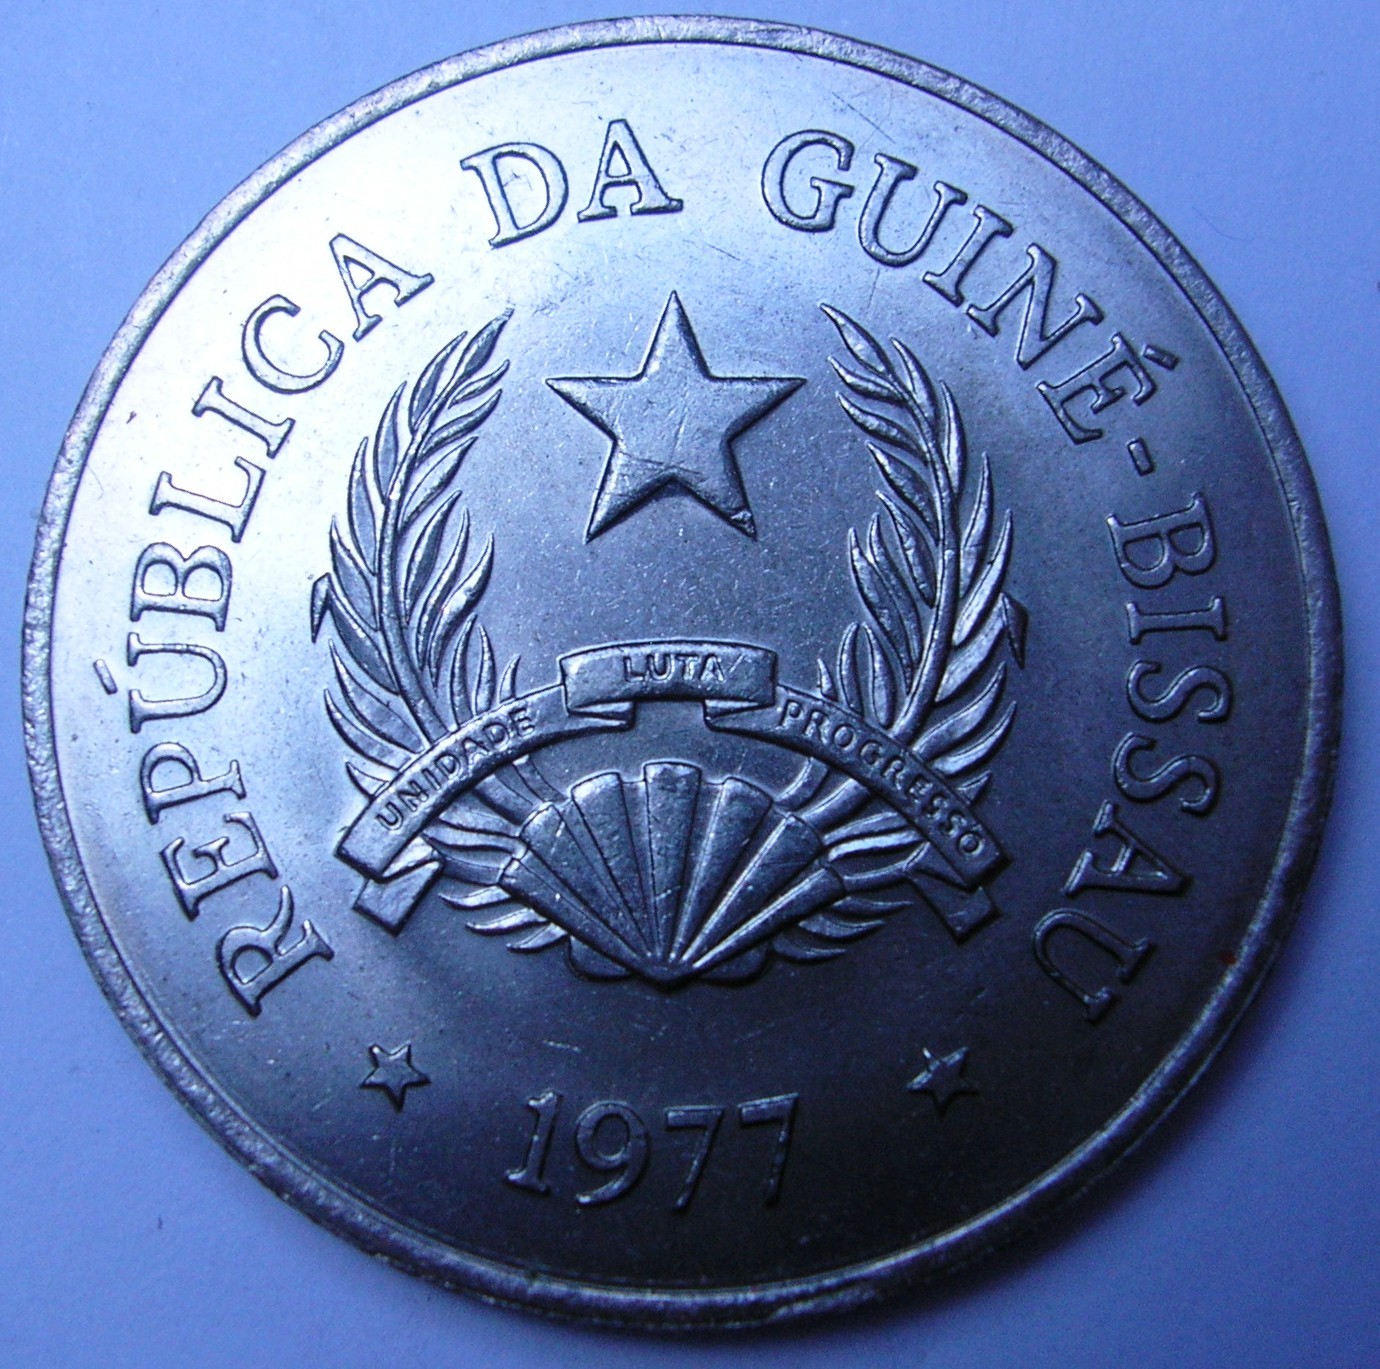 REPÚBLICA DA GUINÉ-BISSAU
UNIDADE LUTA PROGRESSO
1977